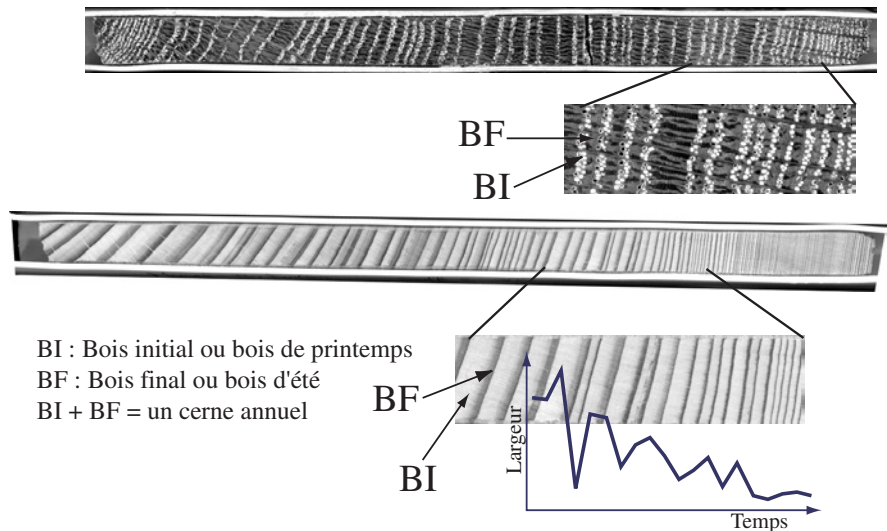 BF
BI
BI : Bois initial ou bois de printemps
BF : Bois final ou bois d'été
BI + BF = un cerne annuel
BF
BI
Largeur
Temps